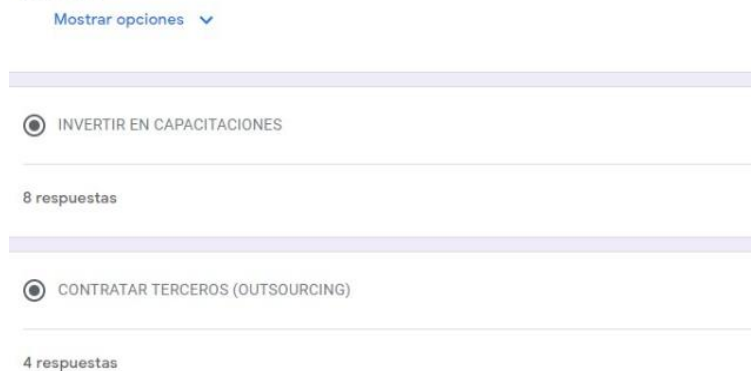 Mostrar opciones
INVERTIR EN CAPACITACIONES
8 respuestas
CONTRATAR TERCEROS (OUTSOURCING)
4 respuestas